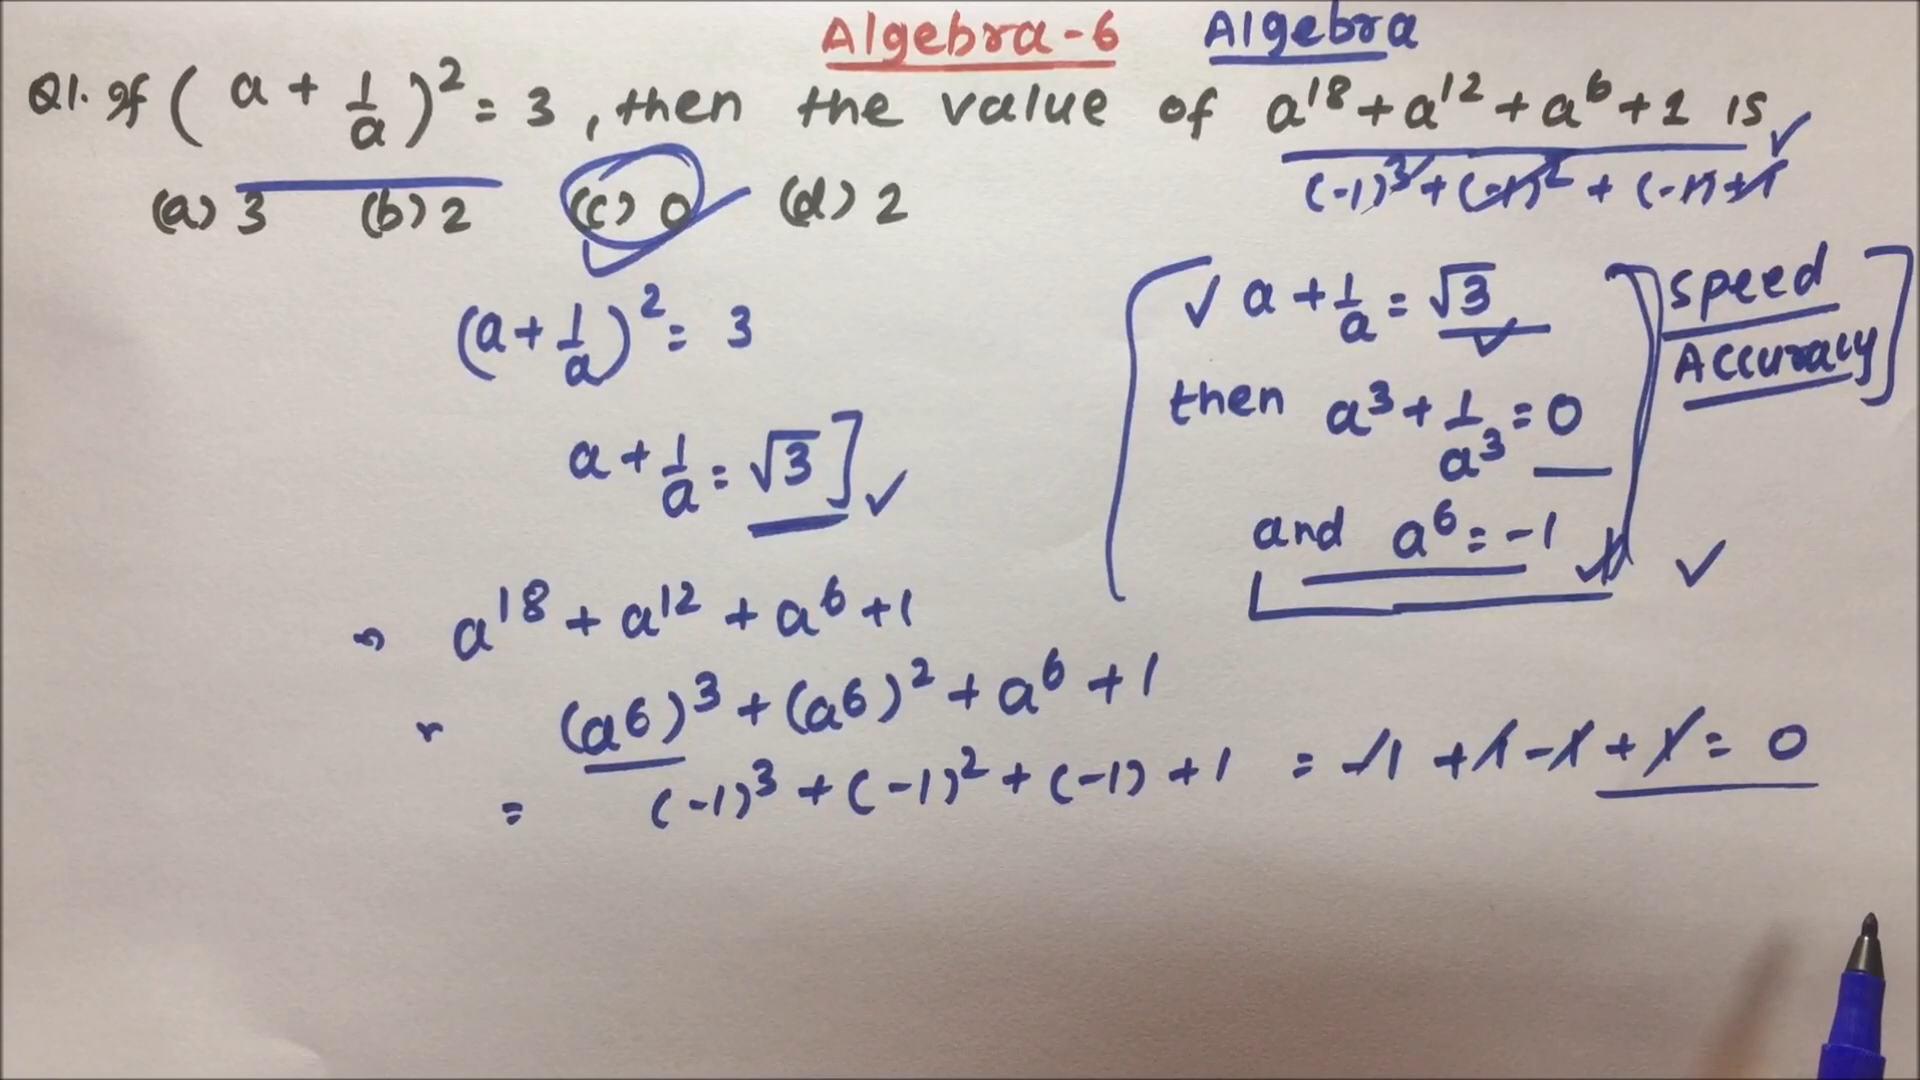 Algebra-6 Algebra
Q1. If (a + 1/a)² = 3, then the value of a¹⁸ + a¹² + a⁶ + 1 is ✓
(-1)³ + (-1)² + (-1) + 1
(a) 3 (b) 2 (c) 0 (d) 2
(a + 1/a)² = 3
a + 1/a = √3] ✓
✓ a + 1/a = √3 ✓
then a³ + 1/a³ = 0
and a⁶ = -1 ✓
speed
Accuracy
a¹⁸ + a¹² + a⁶ + 1
(a6)³ + (a6)² + a⁶ + 1
= (-1)³ + (-1)² + (-1) + 1 = -1 + 1 - 1 + 1 = 0